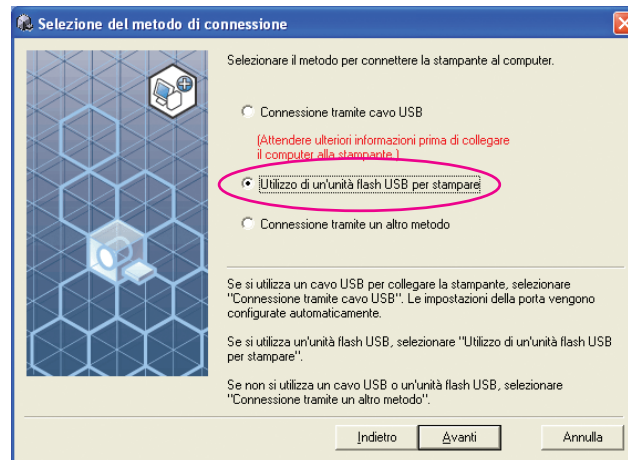 Selezione del metodo di connessione
Selezionare il metodo per connettere la stampante al computer.
Connessione tramite cavo USB
(Attendere ulteriori informazioni prima di collegare
il computer alla stampante.)
Utilizzo di un'unità flash USB per stampare
Connessione tramite un altro metodo
Se si utilizza un cavo USB per collegare la stampante, selezionare
"Connessione tramite cavo USB". Le impostazioni della porta vengono
configurate automaticamente.
Se si utilizza un'unità flash USB, selezionare "Utilizzo di un'unità flash USB
per stampare".
Se non si utilizza un cavo USB o un'unità flash USB, selezionare
"Connessione tramite un altro metodo".
Indietro
Avanti
Annulla